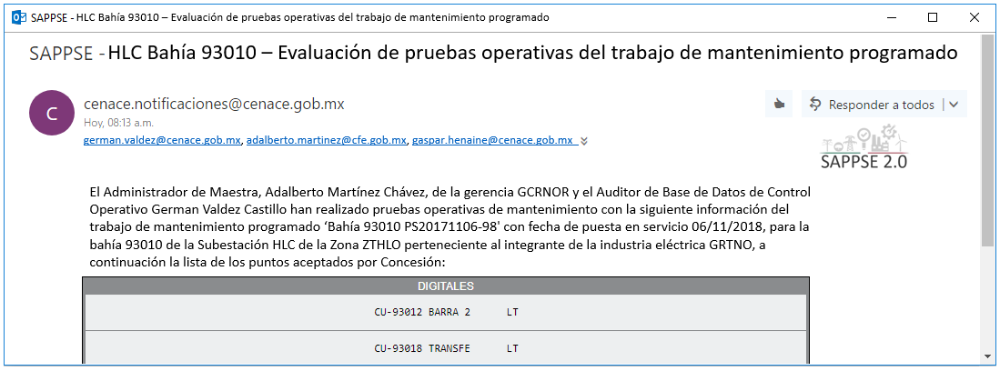 SAPPSE - HLC Bahía 93010 – Evaluación de pruebas operativas del trabajo de mantenimiento programado
SAPPSE - HLC Bahía 93010 – Evaluación de pruebas operativas del trabajo de mantenimiento programado
C
cenace.notificaciones@cenace.gob.mx
Responder a todos
Hoy, 08:13 a.m.
german.valdez@cenace.gob.mx, adalberto.martinez@cfe.gob.mx, gaspar.henaine@cenace.gob.mx
SAPPSE 2.0
El Administrador de Maestra, Adalberto Martínez Chávez, de la gerencia GCRNOR y el Auditor de Base de Datos de Control
Operativo German Valdez Castillo han realizado pruebas operativas de mantenimiento con la siguiente información del
trabajo de mantenimiento programado ‘Bahía 93010 PS20171106-98' con fecha de puesta en servicio 06/11/2018, para la
bahía 93010 de la Subestación HLC de la Zona ZTHLO perteneciente al integrante de la industria eléctrica GRTNO, a
continuación la lista de los puntos aceptados por Concesión:
DIGITALES
CU-93012 BARRA 2 LT
CU-93018 TRANSFE LT